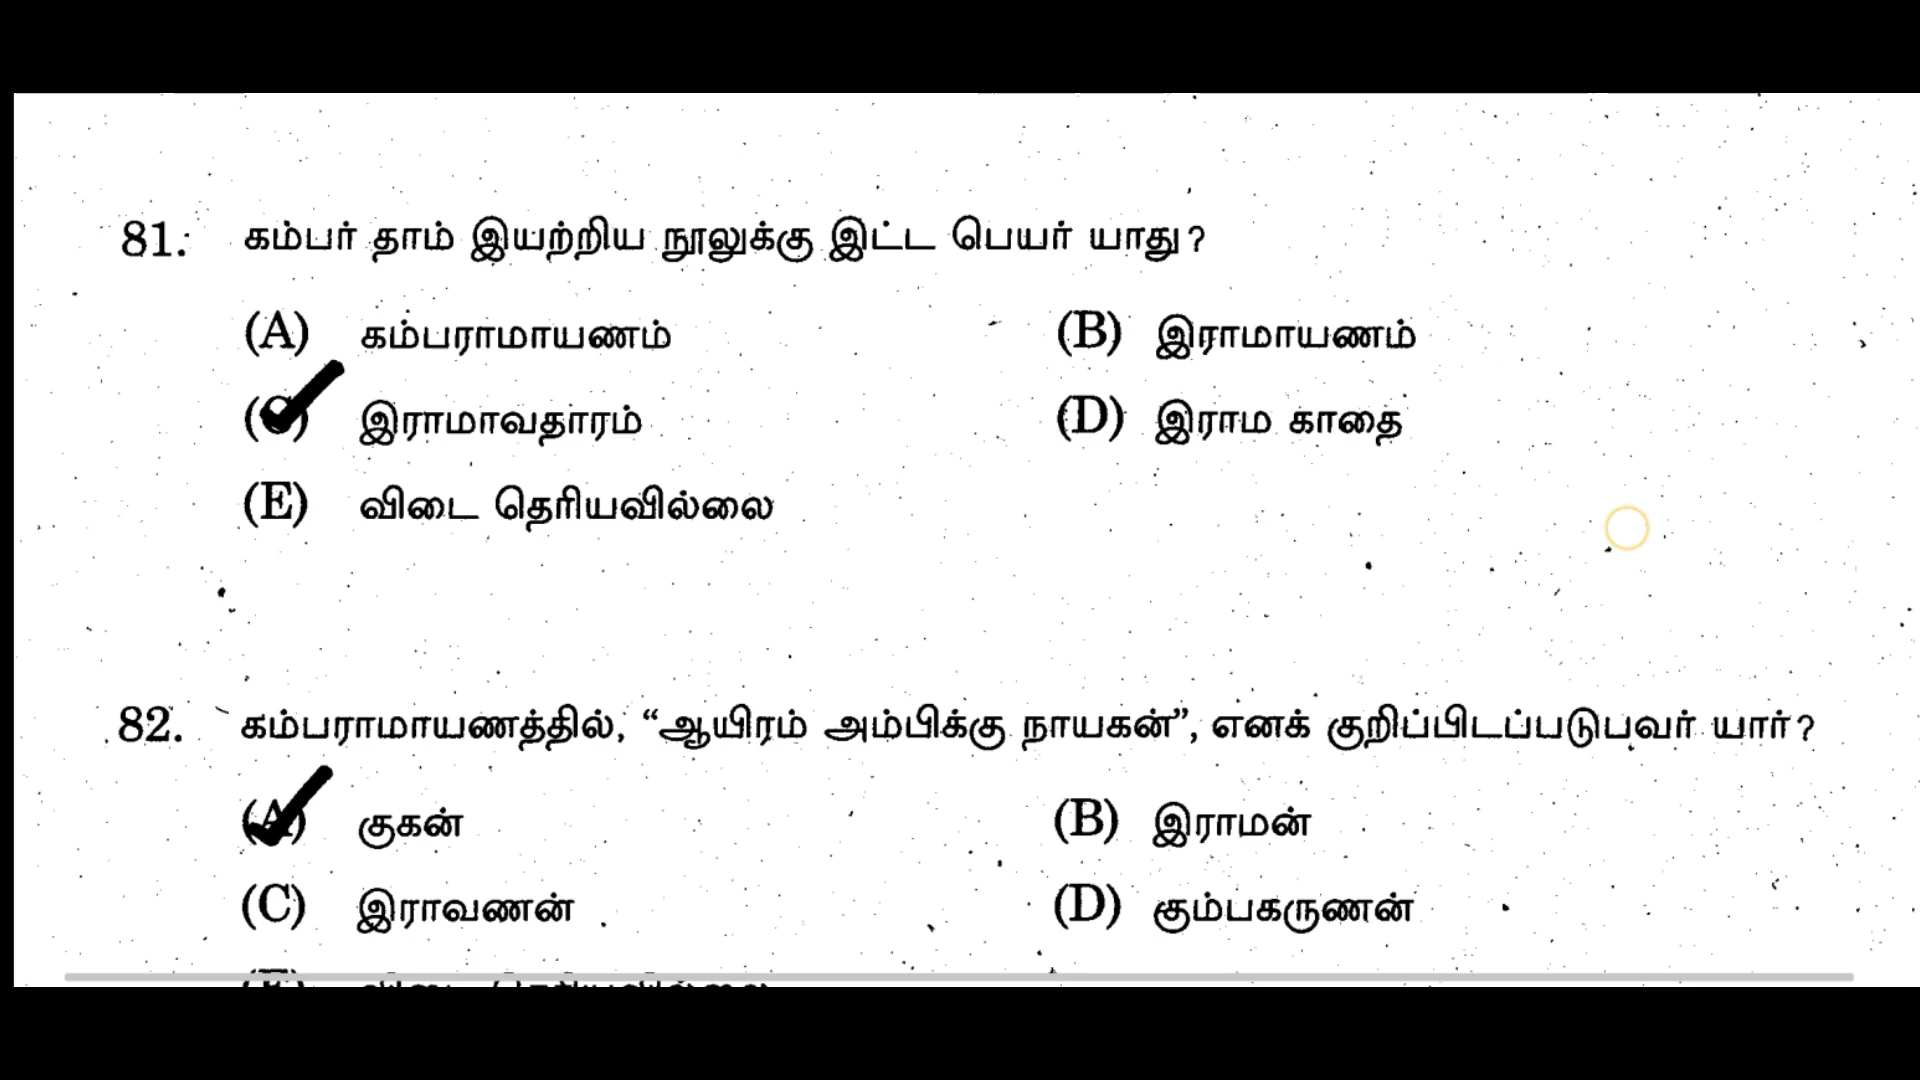 81. கம்பர் தாம் இயற்றிய நூலுக்கு இட்ட பெயர் யாது?
(A) கம்பராமாயணம் (B) இராமாயணம்
(C) இராமாவதாரம் (D) இராம காதை
(E) விடை தெரியவில்லை
82. கம்பராமாயணத்தில், “ஆயிரம் அம்பிக்கு நாயகன்”, எனக் குறிப்பிடப்படுபவர் யார்?
(A) குகன் (B) இராமன்
(C) இராவணன் (D) கும்பகருணன்
(E) விடை தெரியவில்லை